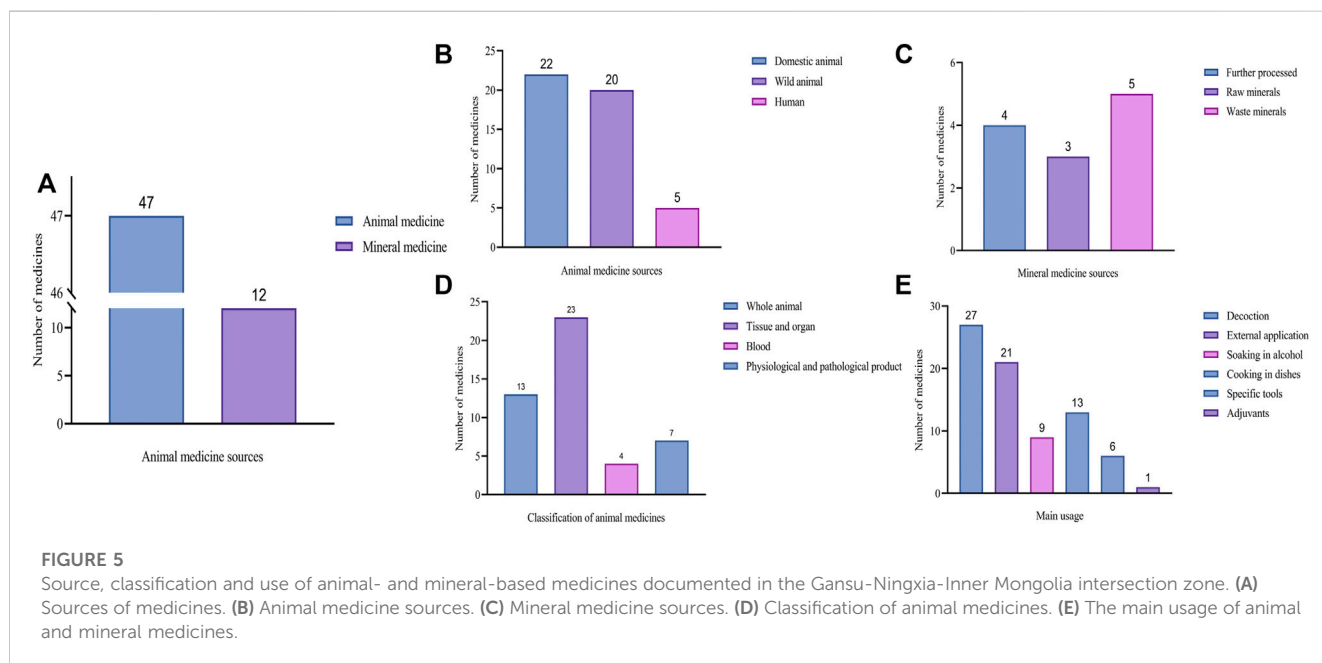 A
Number of medicines
47
46
10
5
0
47
12
Animal medicine
Mineral medicine
Animal medicine sources
B
Number of medicines
25
20
15
10
5
0
22
20
5
Domestic animal
Wild animal
Human
Animal medicine sources
C
Number of medicines
6
4
2
0
4
3
5
Further processed
Raw minerals
Waste minerals
Mineral medicine sources
D
Number of medicines
25
20
15
10
5
0
13
23
4
7
Whole animal
Tissue and organ
Blood
Physiological and pathological product
Classification of animal medicines
E
Number of medicines
30
20
10
0
27
21
9
13
6
1
Decoction
External application
Soaking in alcohol
Cooking in dishes
Specific tools
Adjuvants
Main usage
FIGURE 5
Source, classification and use of animal- and mineral-based medicines documented in the Gansu-Ningxia-Inner Mongolia intersection zone. (A)
Sources of medicines. (B) Animal medicine sources. (C) Mineral medicine sources. (D) Classification of animal medicines. (E) The main usage of animal
and mineral medicines.